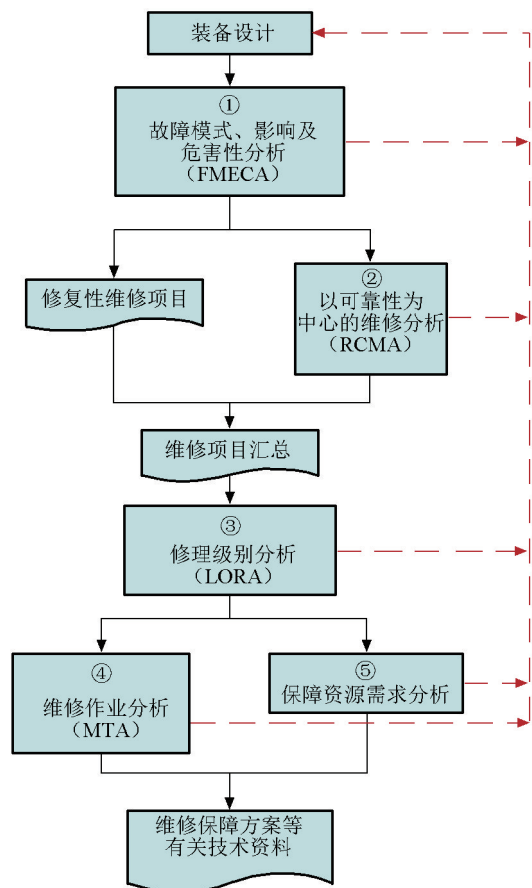 装备设计
①
故障模式、影响及
危害性分析
（FMECA）
修复性维修项目
②
以可靠性为
中心的维修分析
（RCMA）
维修项目汇总
③
修理级别分析
（LORA）
④
维修作业分析
（MTA）
⑤
保障资源需求分析
维修保障方案等
有关技术资料